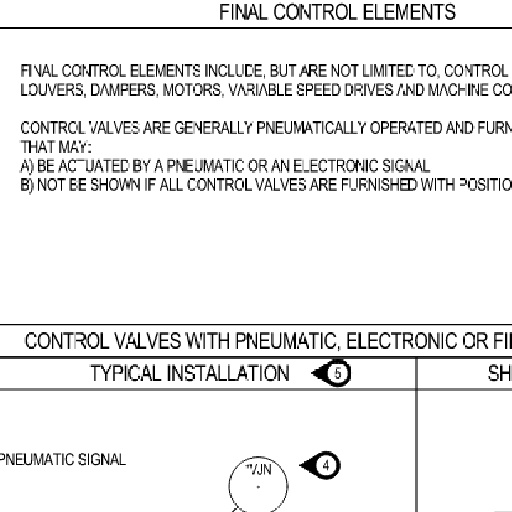 FINAL CONTROL ELEMENTS
FINAL CONTROL ELEMENTS INCLUDE, BUT ARE NOT LIMITED TO, CONTROL
LOUVERS, DAMPERS, MOTORS, VARIABLE SPEED DRIVES AND MACHINE CO
CONTROL VALVES ARE GENERALLY PNEUMATICALLY OPERATED AND FURN
THAT MAY:
A) BE ACTUATED BY A PNEUMATIC OR AN ELECTRONIC SIGNAL
B) NOT BE SHOWN IF ALL CONTROL VALVES ARE FURNISHED WITH POSITIO
CONTROL VALVES WITH PNEUMATIC, ELECTRONIC OR FI
TYPICAL INSTALLATION 5
SH
PNEUMATIC SIGNAL
4